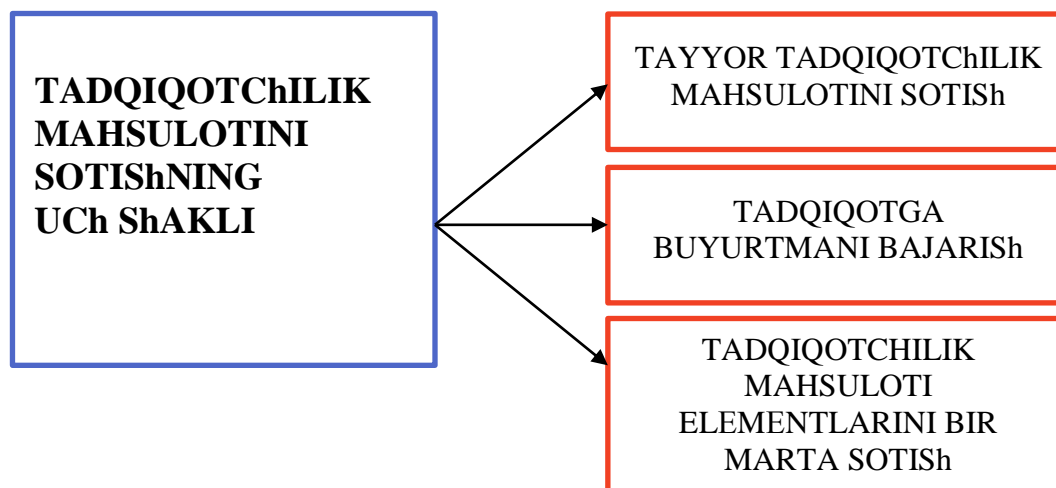 TADQIQOTChILIK
MAHSULOTINI
SOTIShNING
UCh ShAKLI
TAYYOR TADQIQOTChILIK
MAHSULOTINI SOTISh
TADQIQOTGA
BUYURTMANI BAJARISh
TADQIQOTCHILIK
MAHSULOTI
ELEMENTLARINI BIR
MARTA SOTISh